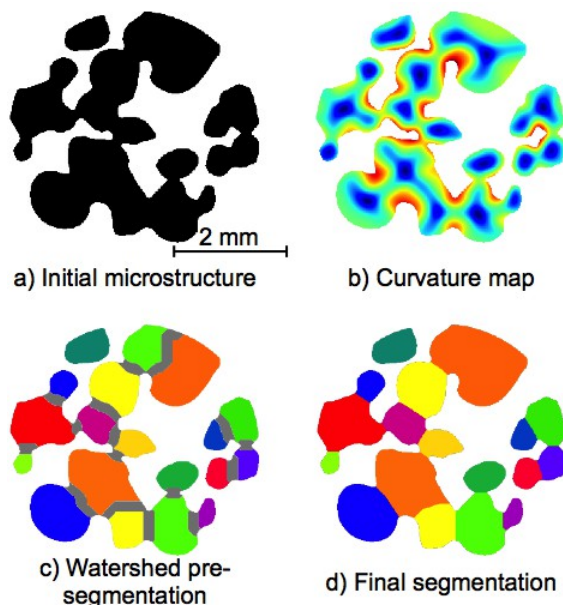 2 mm
a) Initial microstructure
b) Curvature map
c) Watershed pre-
segmentation
d) Final segmentation